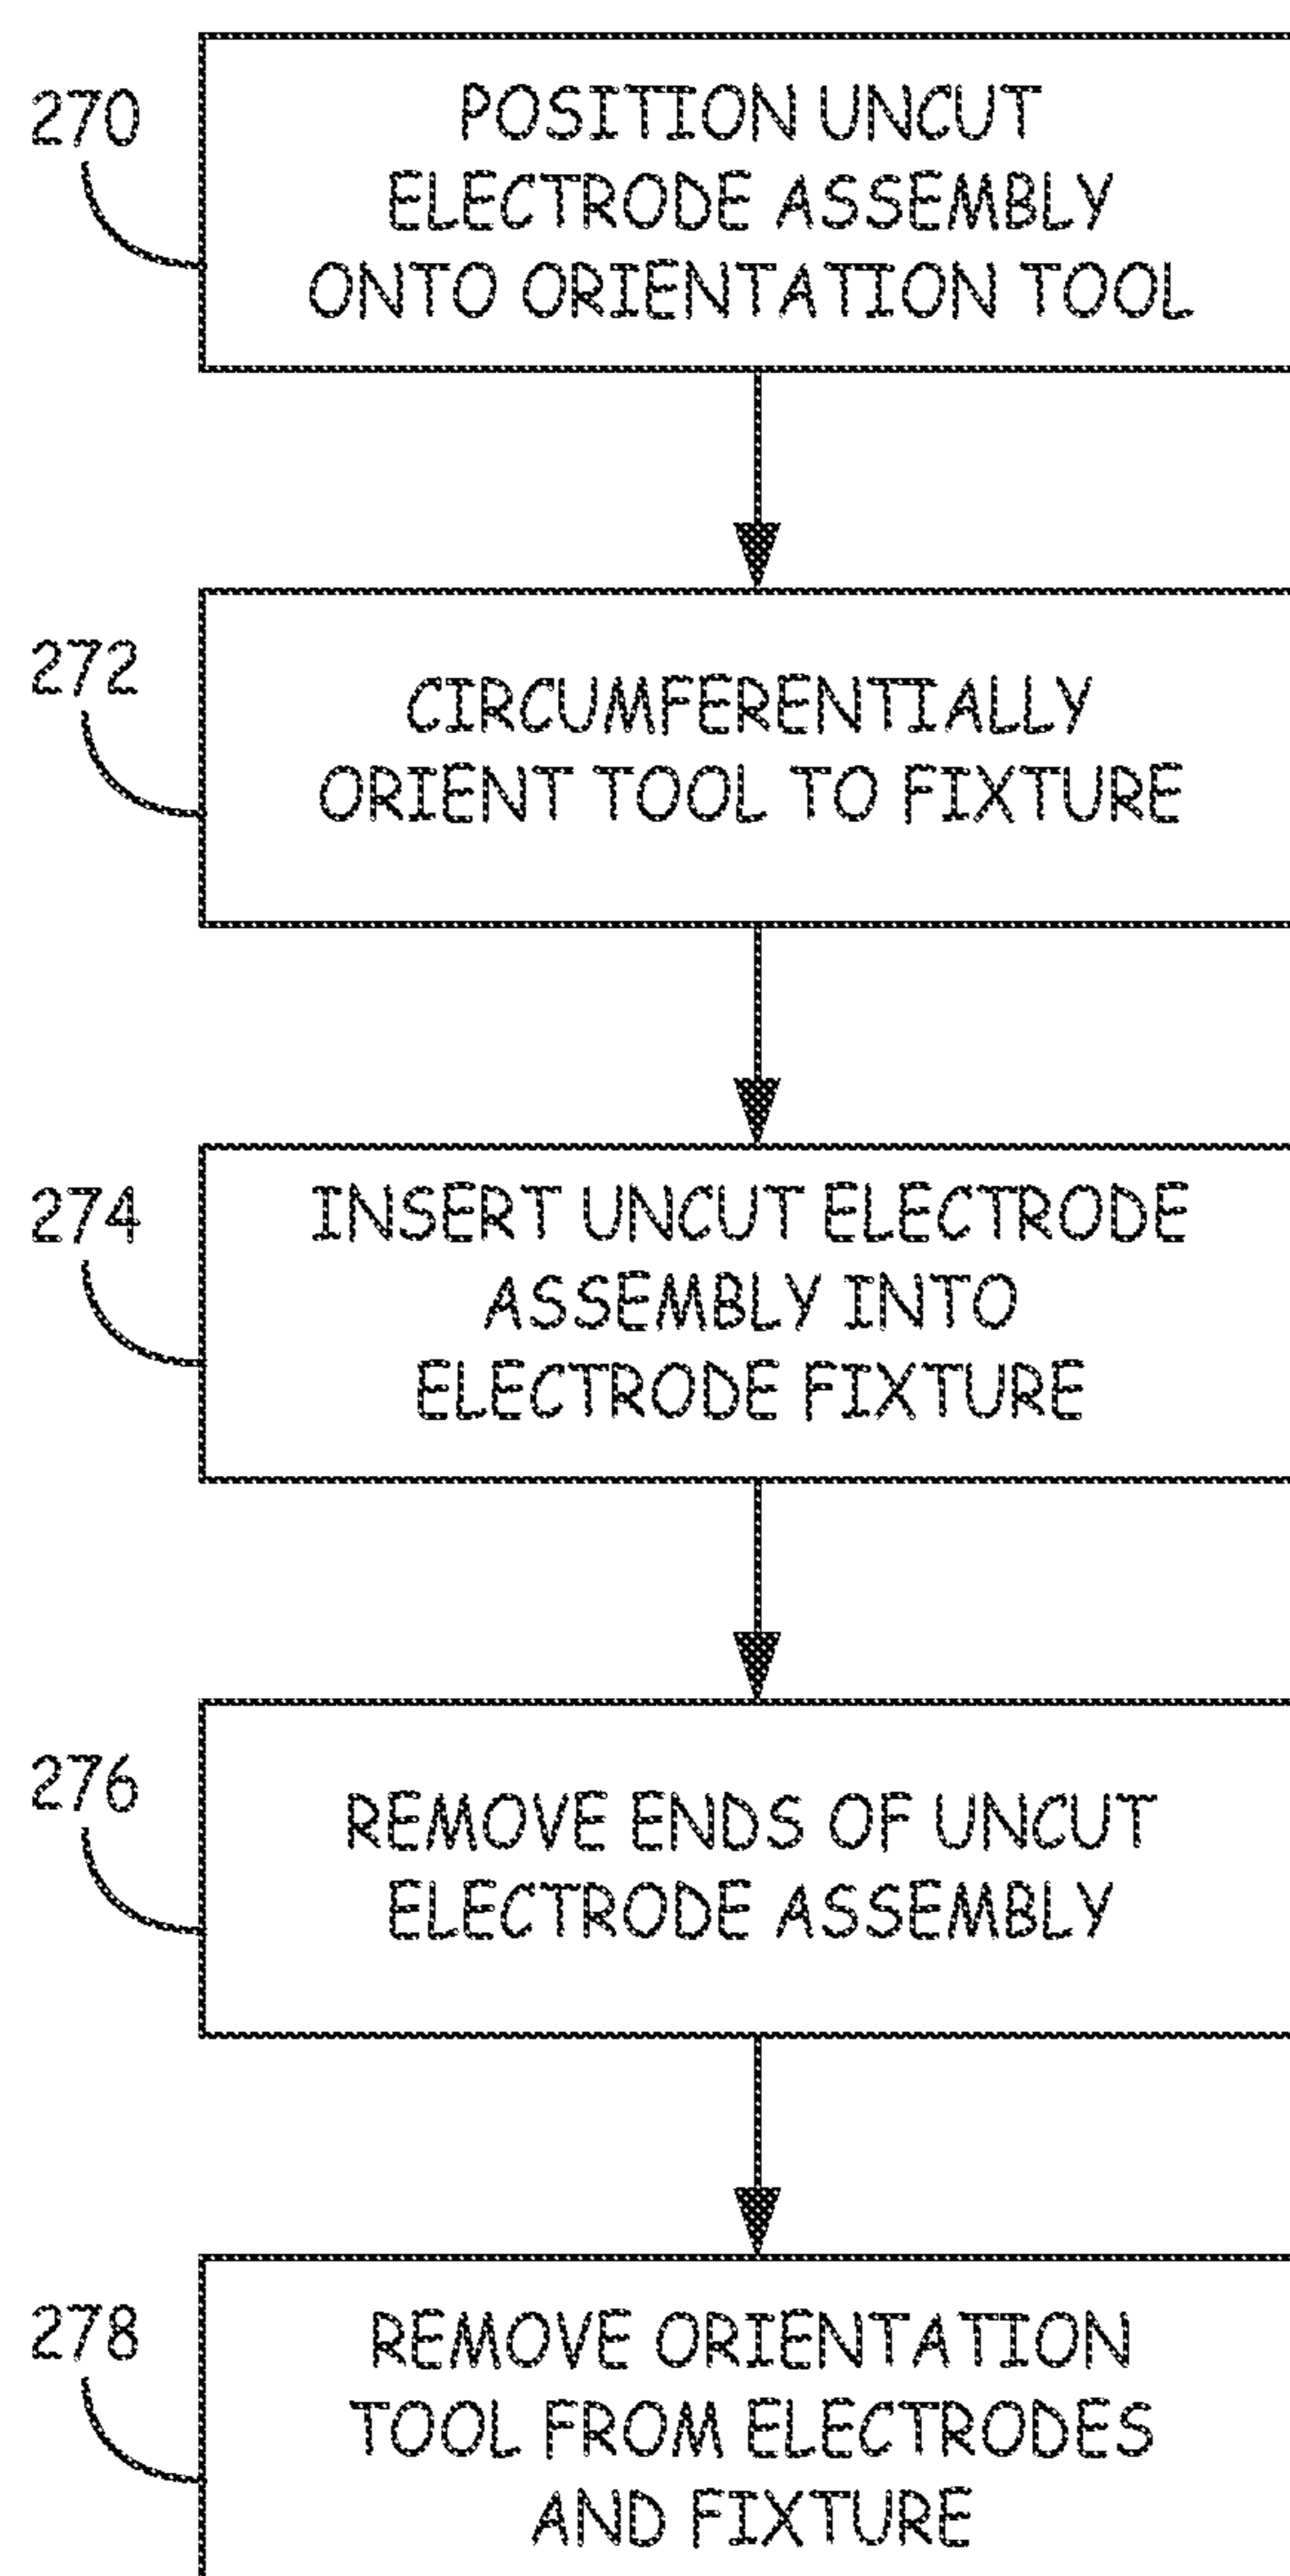 270
POSITION UNCUT
ELECTRODE ASSEMBLY
ONTO ORIENTATION TOOL
272
CIRCUMFERENTIALLY
ORIENT TOOL TO FIXTURE
274
INSERT UNCUT ELECTRODE
ASSEMBLY INTO
ELECTRODE FIXTURE
276
REMOVE ENDS OF UNCUT
ELECTRODE ASSEMBLY
278
REMOVE ORIENTATION
TOOL FROM ELECTRODES
AND FIXTURE